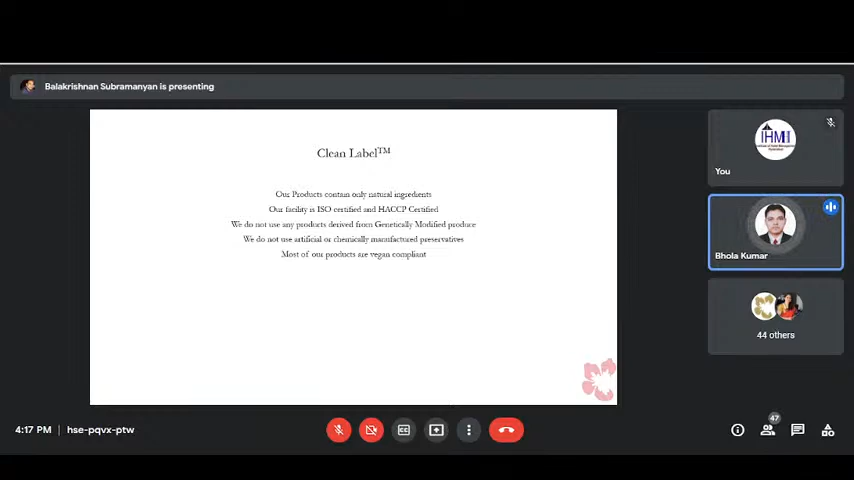 Balakrishnan Subramanyan is presenting
Clean Label™
Our Products contain only natural ingredients
Our facility is ISO certified and HACCP Certified
We do not use any products derived from Genetically Modified produce
We do not use artificial or chemically manufactured preservatives
Most of our products are vegan compliant
IHM
You
Bhola Kumar
44 others
4:17 PM | hse-pqvx-ptw
47